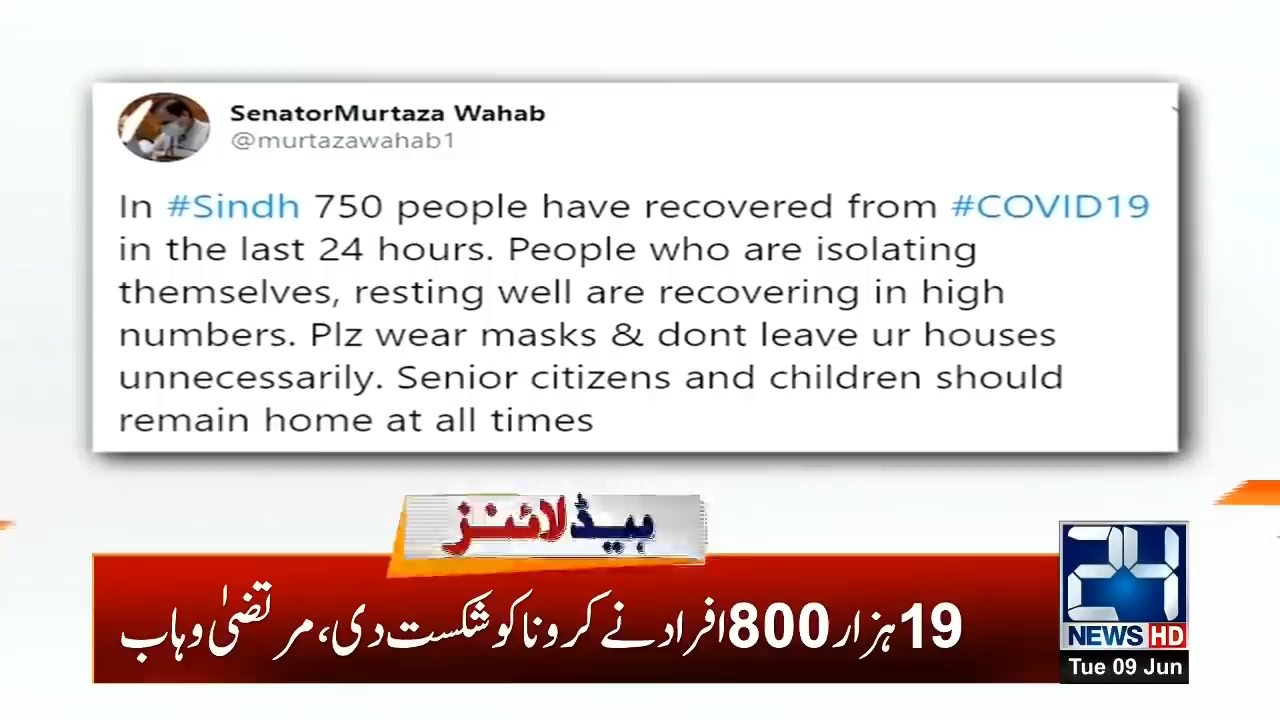 SenatorMurtaza Wahab
@murtazawahab1
In #Sindh 750 people have recovered from #COVID19
in the last 24 hours. People who are isolating
themselves, resting well are recovering in high
numbers. Plz wear masks & dont leave ur houses
unnecessarily. Senior citizens and children should
remain home at all times
ہیڈلائنز
19 ہزار 800 افراد نے کرونا کو شکست دی، مرتضیٰ وہاب
24
NEWS HD
Tue 09 Jun